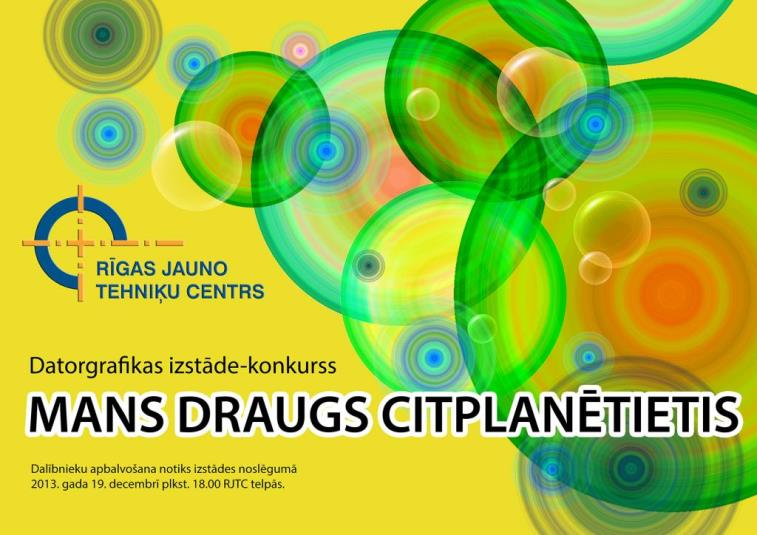 RĪGAS JAUNO
TEHNIĶU CENTRS
Datorgrafikas izstāde-konkurss
MANS DRAUGS CITPLANĒTIETIS
Dalībnieku apbalvošana notiks izstādes noslēgumā
2013. gada 19. decembrī plkst. 18.00 RJTC telpās.